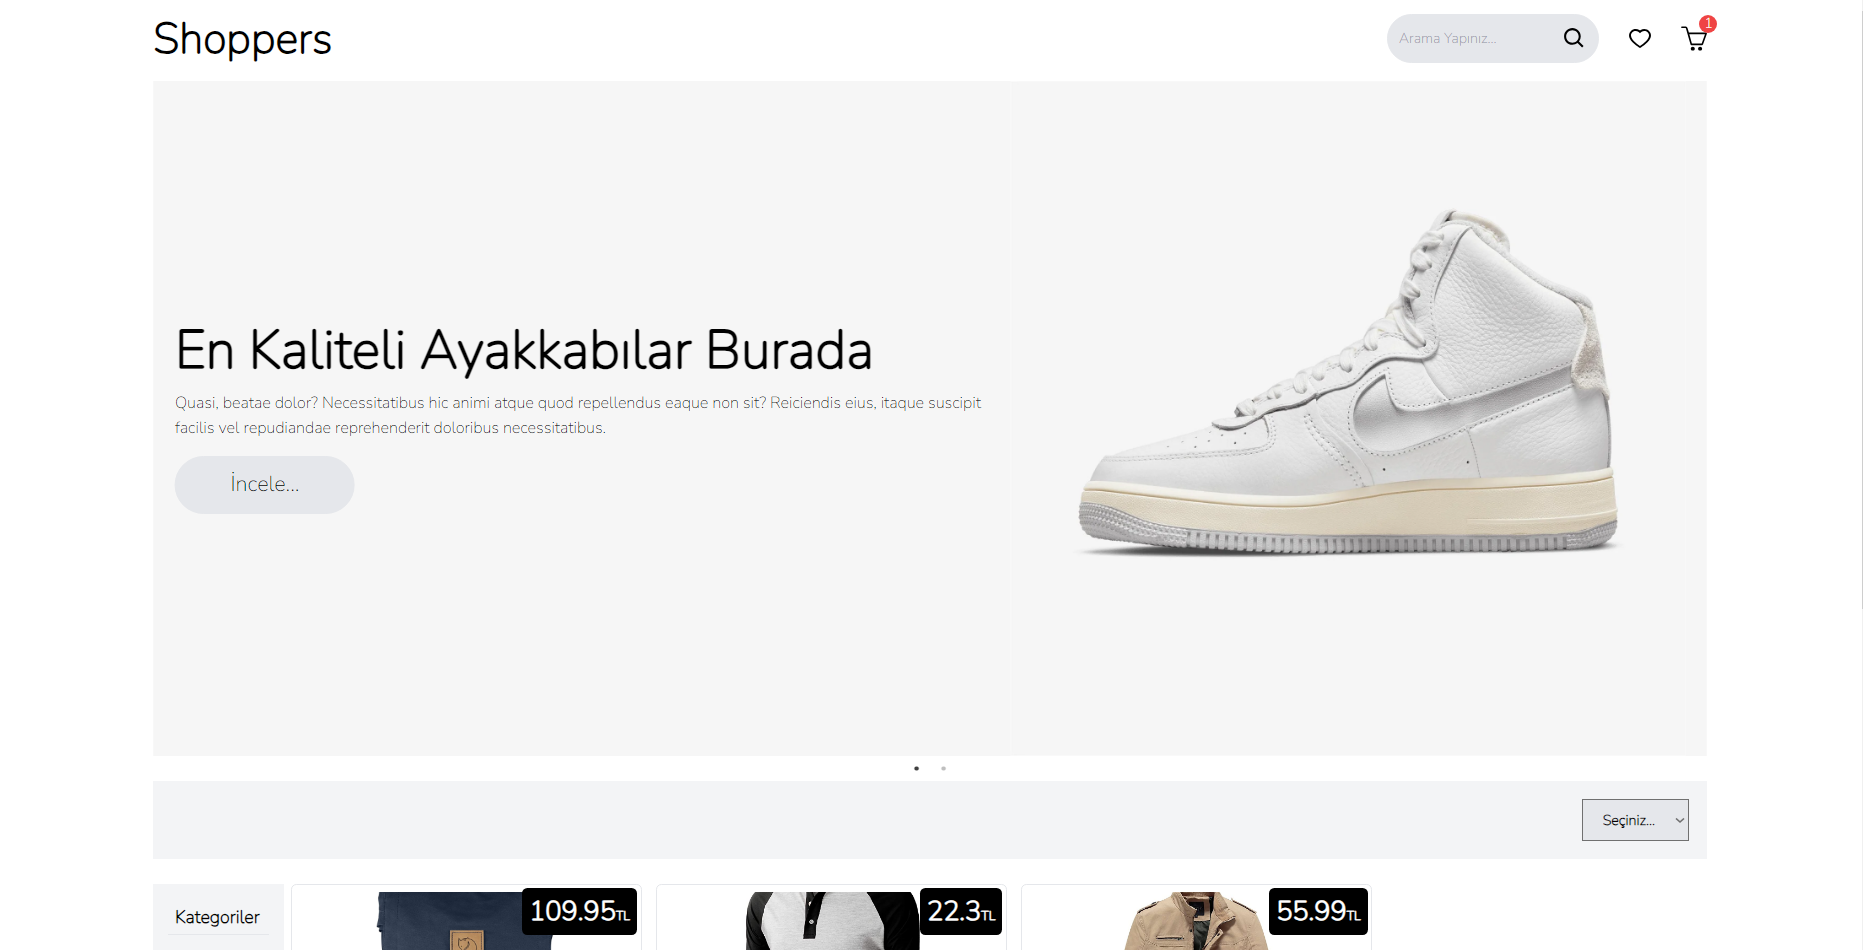 Shoppers
Arama Yapınız...
1
En Kaliteli Ayakkabılar Burada
Quasi, beatae dolor? Necessitatibus hic animi atque quod repellendus eaque non sit? Reiciendis eius, itaque suscipit
facilis vel repudiandae reprehenderit doloribus necessitatibus.
İncele...
Seçiniz...
Kategoriler
109.95TL
22.3TL
55.99TL